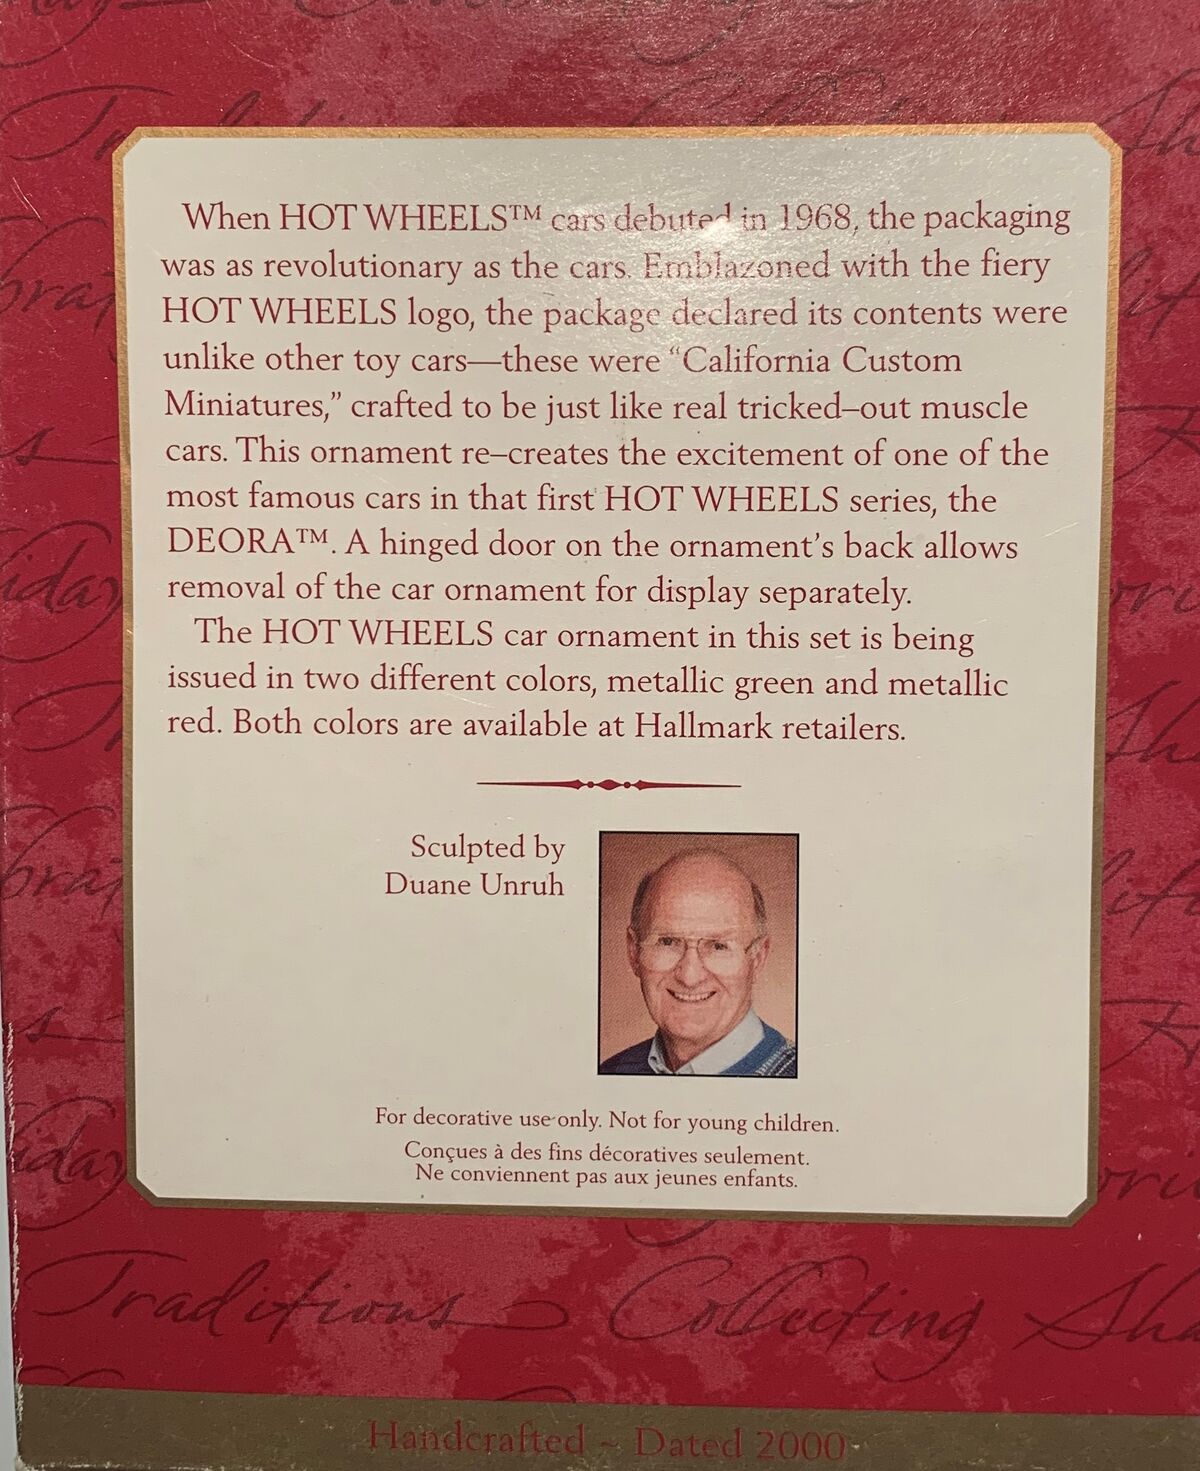 Traditions Collecting Sha
When HOT WHEELS™ cars debuted in 1968, the packaging
was as revolutionary as the cars. Emblazoned with the fiery
HOT WHEELS logo, the package declared its contents were
unlike other toy cars—these were “California Custom
Miniatures,” crafted to be just like real tricked–out muscle
cars. This ornament re–creates the excitement of one of the
most famous cars in that first HOT WHEELS series, the
DEORA™. A hinged door on the ornament’s back allows
removal of the car ornament for display separately.
The HOT WHEELS car ornament in this set is being
issued in two different colors, metallic green and metallic
red. Both colors are available at Hallmark retailers.
Sculpted by
Duane Unruh
For decorative use only. Not for young children.
Conçues à des fins décoratives seulement.
Ne conviennent pas aux jeunes enfants.
Traditions Collecting Sha
Handcrafted ~ Dated 2000